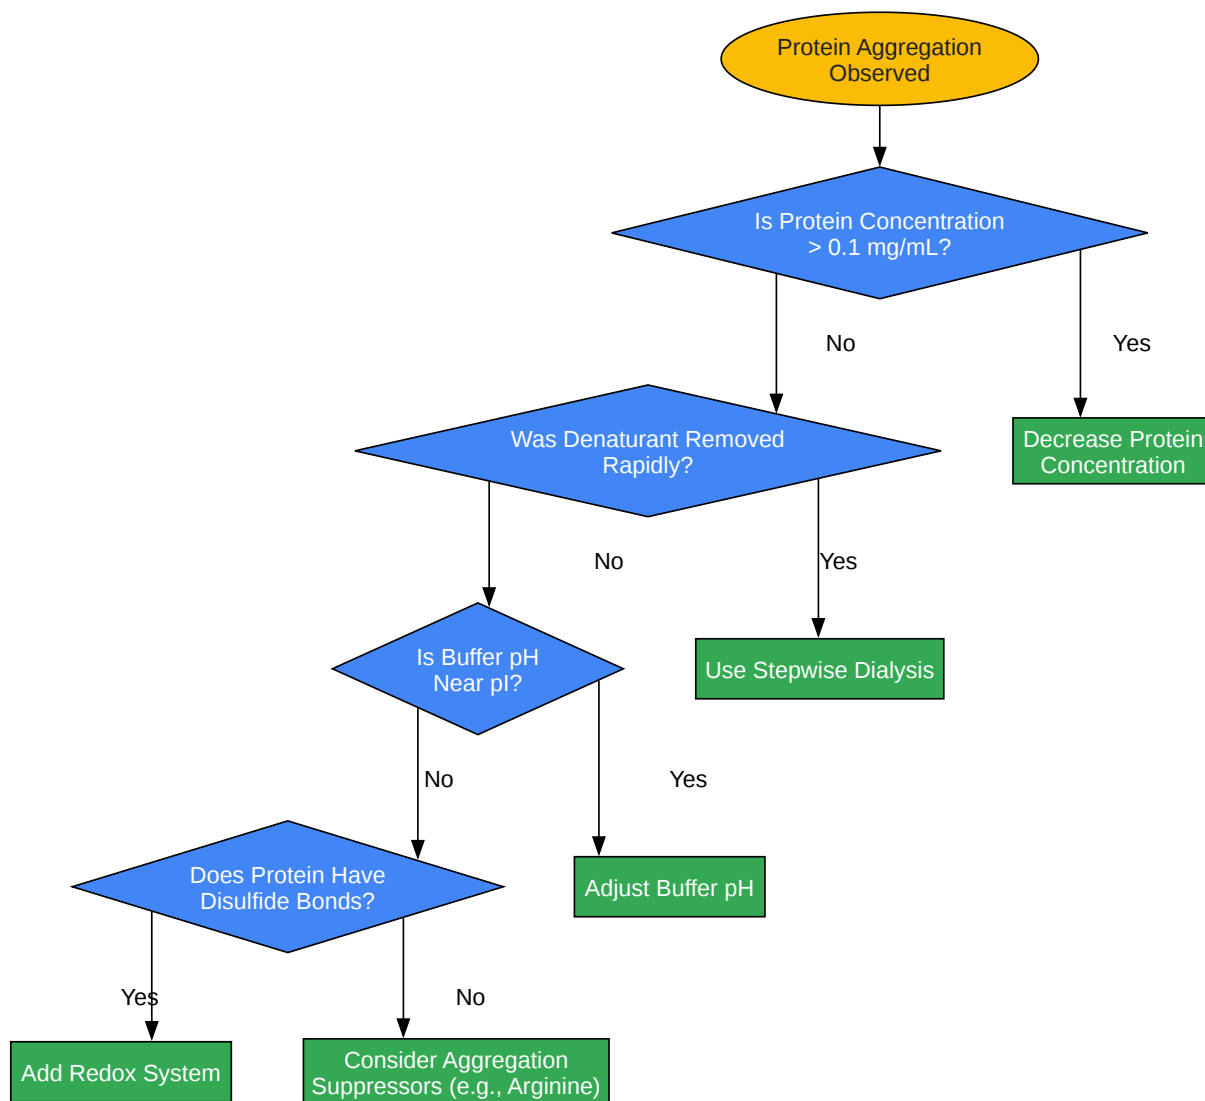 Protein Aggregation
Observed
Is Protein Concentration
> 0.1 mg/mL?
No
Yes
Was Denaturant Removed
Rapidly?
Decrease Protein
Concentration
No
Yes
Is Buffer pH
Near pI?
Use Stepwise Dialysis
No
Yes
Does Protein Have
Disulfide Bonds?
Adjust Buffer pH
Yes
No
Add Redox System
Consider Aggregation
Suppressors (e.g., Arginine)